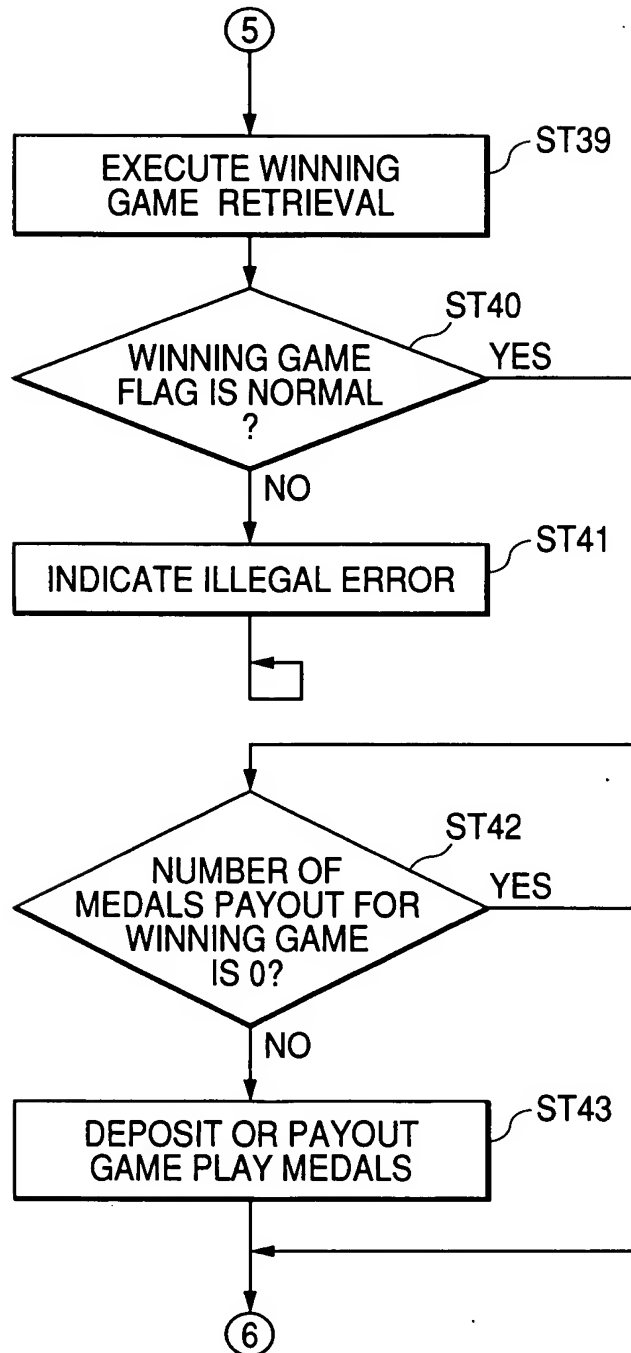 5
ST39
EXECUTE WINNING
GAME RETRIEVAL
ST40
WINNING GAME
FLAG IS NORMAL
?
YES
NO
ST41
INDICATE ILLEGAL ERROR
ST42
NUMBER OF
MEDALS PAYOUT FOR
WINNING GAME
IS 0?
YES
NO
ST43
DEPOSIT OR PAYOUT
GAME PLAY MEDALS
6